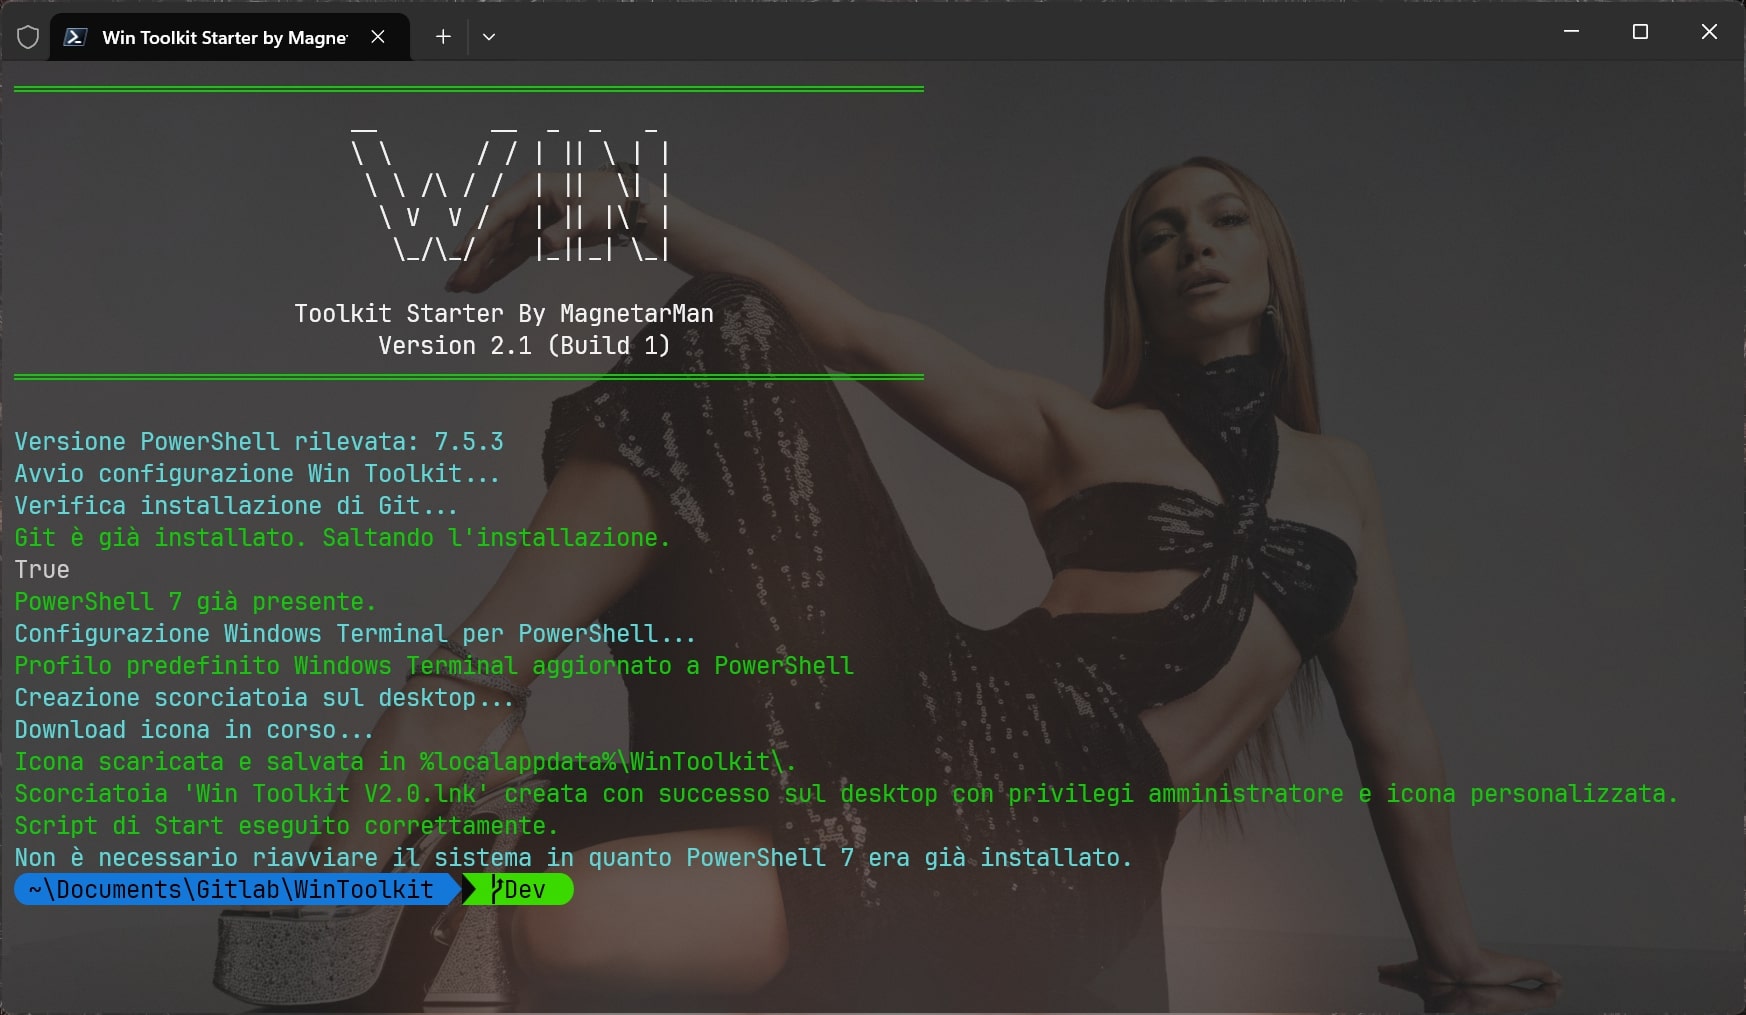 Win Toolkit Starter by Magne
 __        __  _  _   _
\ \      / / | || \ | |
 \ \ /\ / /  | ||  \| |
  \ V  V /   | || |\  |
   \_/\_/    |_||_| \_|
Toolkit Starter By MagnetarMan
Version 2.1 (Build 1)
Versione PowerShell rilevata: 7.5.3
Avvio configurazione Win Toolkit...
Verifica installazione di Git...
Git è già installato. Saltando l'installazione.
True
PowerShell 7 già presente.
Configurazione Windows Terminal per PowerShell...
Profilo predefinito Windows Terminal aggiornato a PowerShell
Creazione scorciatoia sul desktop...
Download icona in corso...
Icona scaricata e salvata in %localappdata%\WinToolkit\.
Scorciatoia 'Win Toolkit V2.0.lnk' creata con successo sul desktop con privilegi amministratore e icona personalizzata.
Script di Start eseguito correttamente.
Non è necessario riavviare il sistema in quanto PowerShell 7 era già installato.
~\Documents\Gitlab\WinToolkit Dev